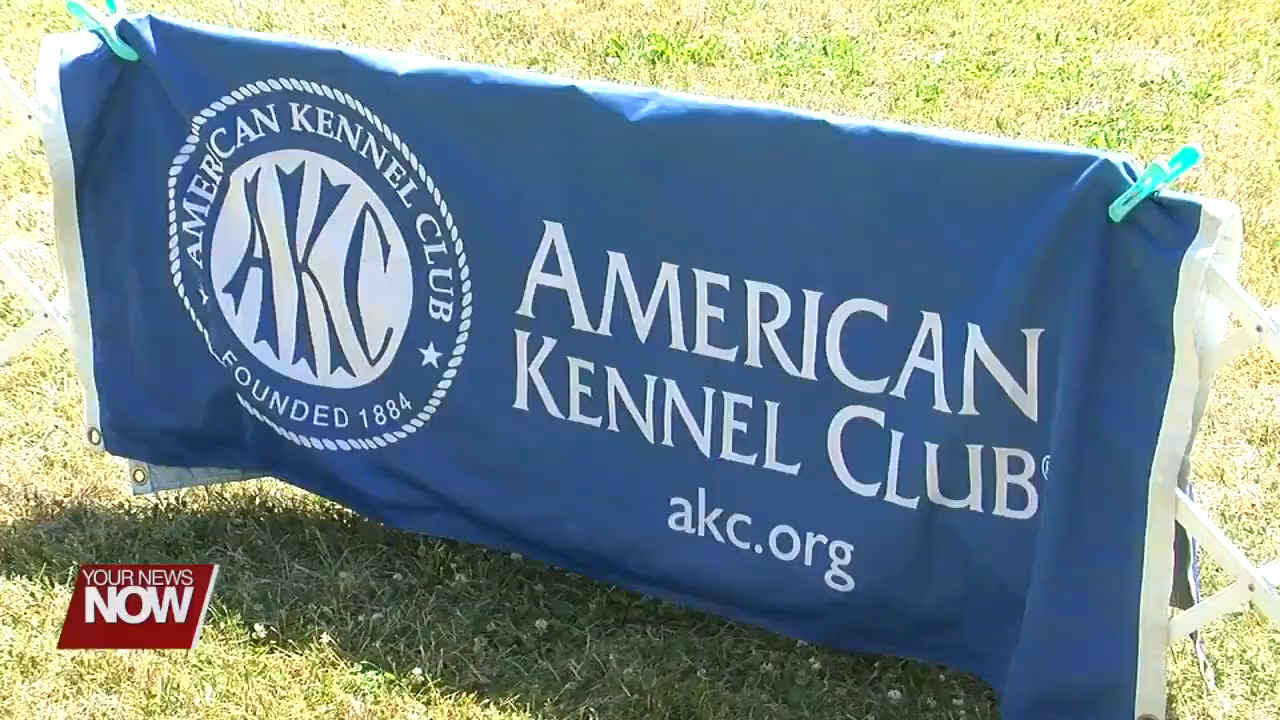 AMERICAN KENNEL CLUB
AKC
FOUNDED 1884
AMERICAN
KENNEL CLUB®
akc.org
YOUR NEWS
NOW